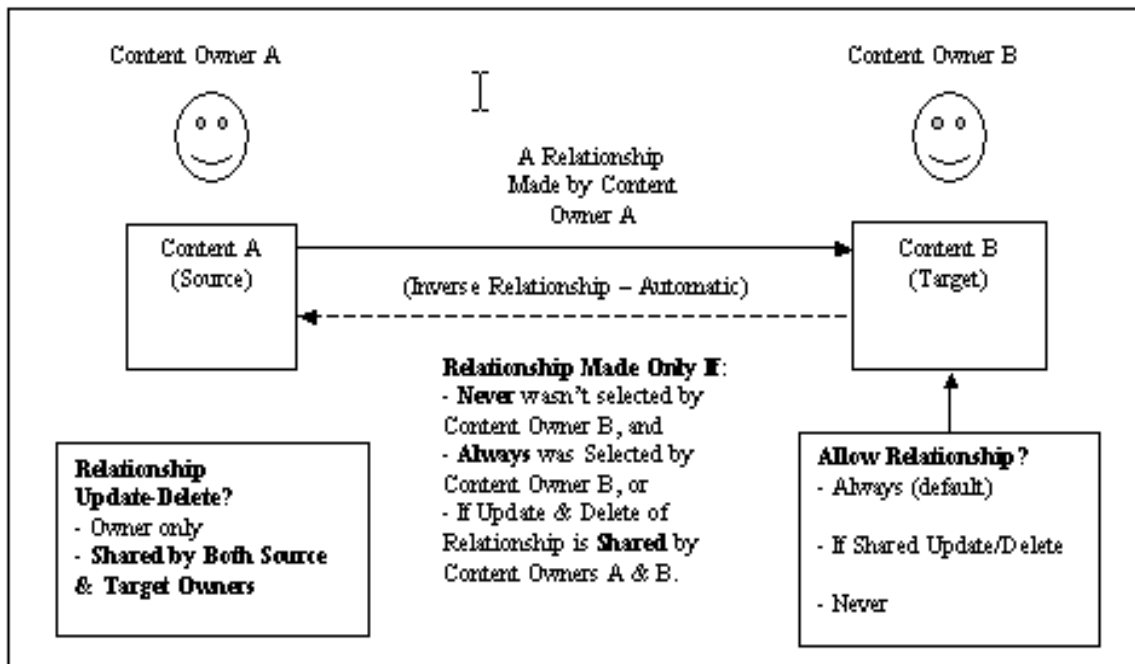 Content Owner A
Content Owner B
A Relationship
Made by Content
Owner A
Content A
(Source)
Content B
(Target)
(Inverse Relationship – Automatic)
Relationship Made Only If:
- Never wasn't selected by
Content Owner B, and
- Always was Selected by
Content Owner B, or
- If Update & Delete of
Relationship is Shared by
Content Owners A & B.
Relationship
Update-Delete?
- Owner only
- Shared by Both Source
& Target Owners
Allow Relationship?
- Always (default)
- If Shared Update/Delete
- Never